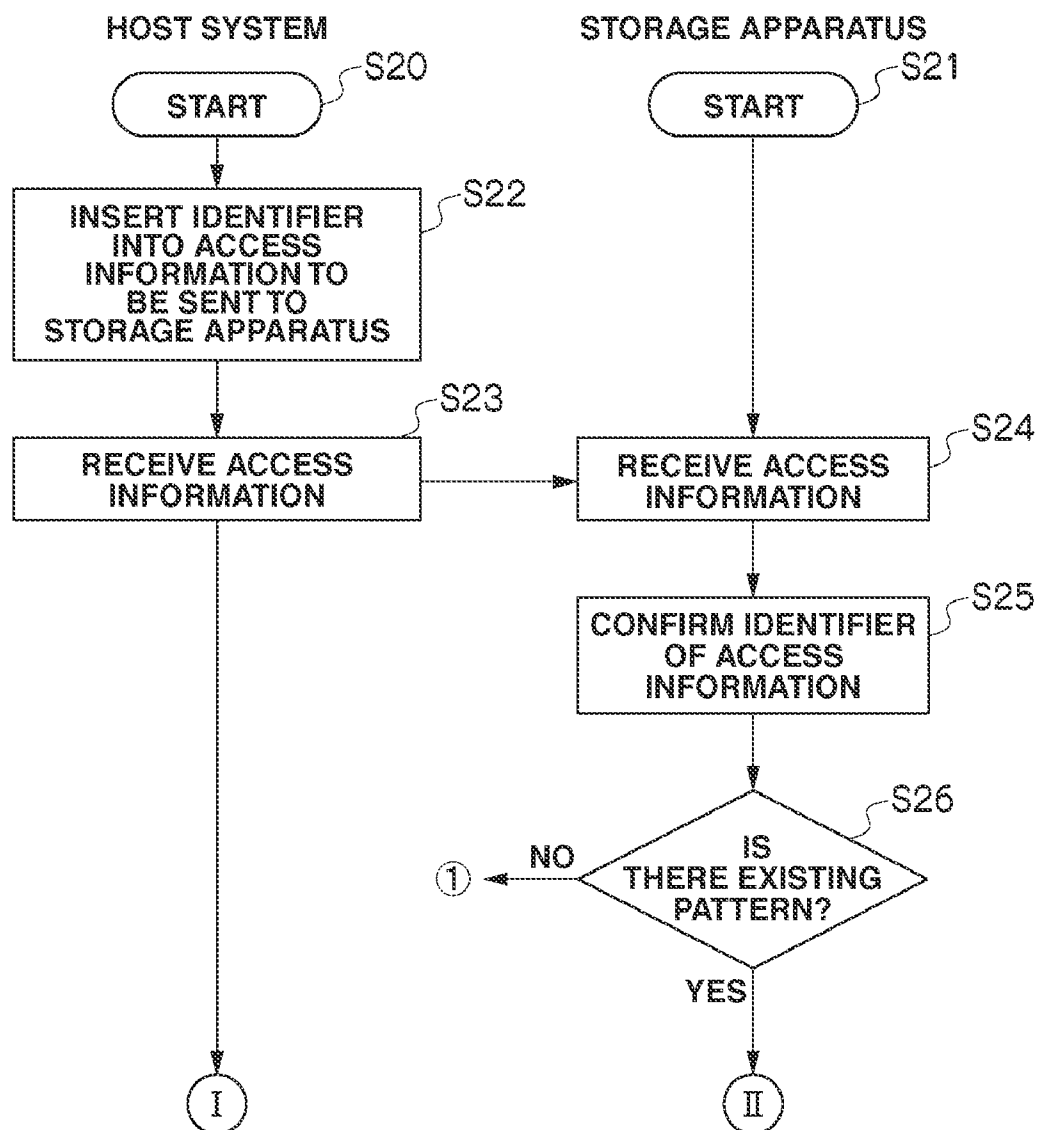 HOST SYSTEM
STORAGE APPARATUS
S20
S21
START
START
S22
INSERT IDENTIFIER
INTO ACCESS
INFORMATION TO
BE SENT TO
STORAGE APPARATUS
S23
RECEIVE ACCESS
INFORMATION
S24
RECEIVE ACCESS
INFORMATION
S25
CONFIRM IDENTIFIER
OF ACCESS
INFORMATION
S26
IS
THERE EXISTING
PATTERN?
NO
①
YES
I
II